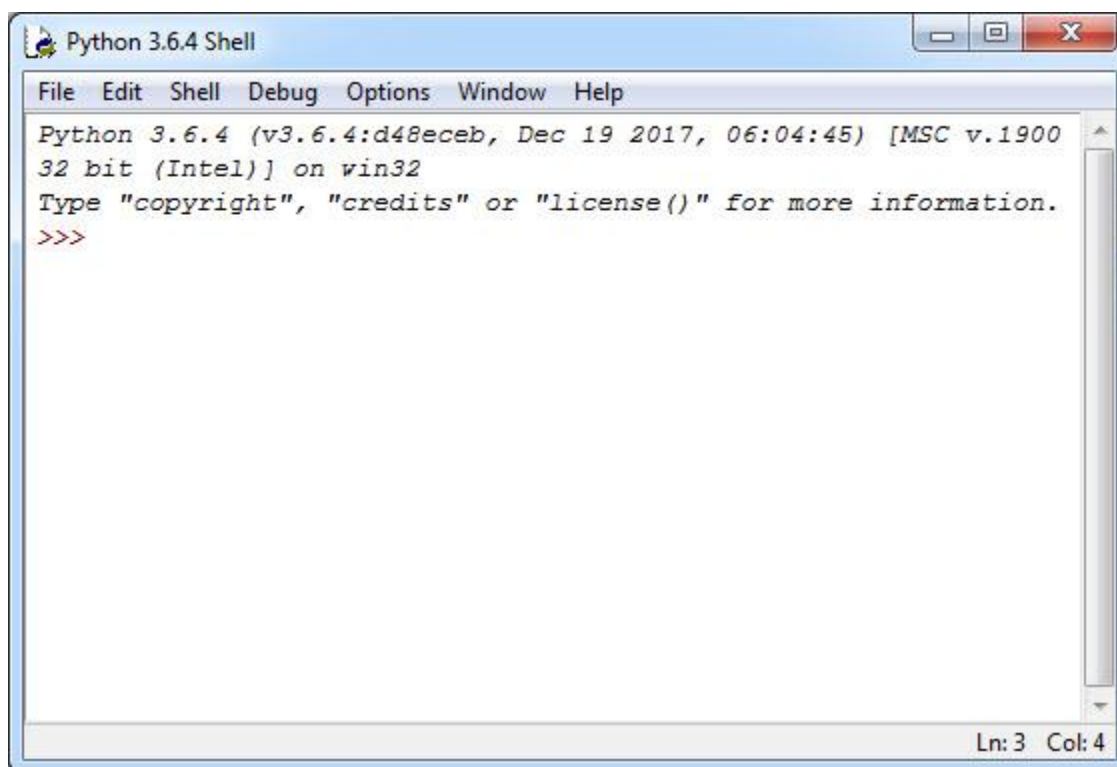 Python 3.6.4 Shell
File Edit Shell Debug Options Window Help
Python 3.6.4 (v3.6.4:d48eceb, Dec 19 2017, 06:04:45) [MSC v.1900
32 bit (Intel)] on win32
Type "copyright", "credits" or "license()" for more information.
>>>
Ln: 3 Col: 4